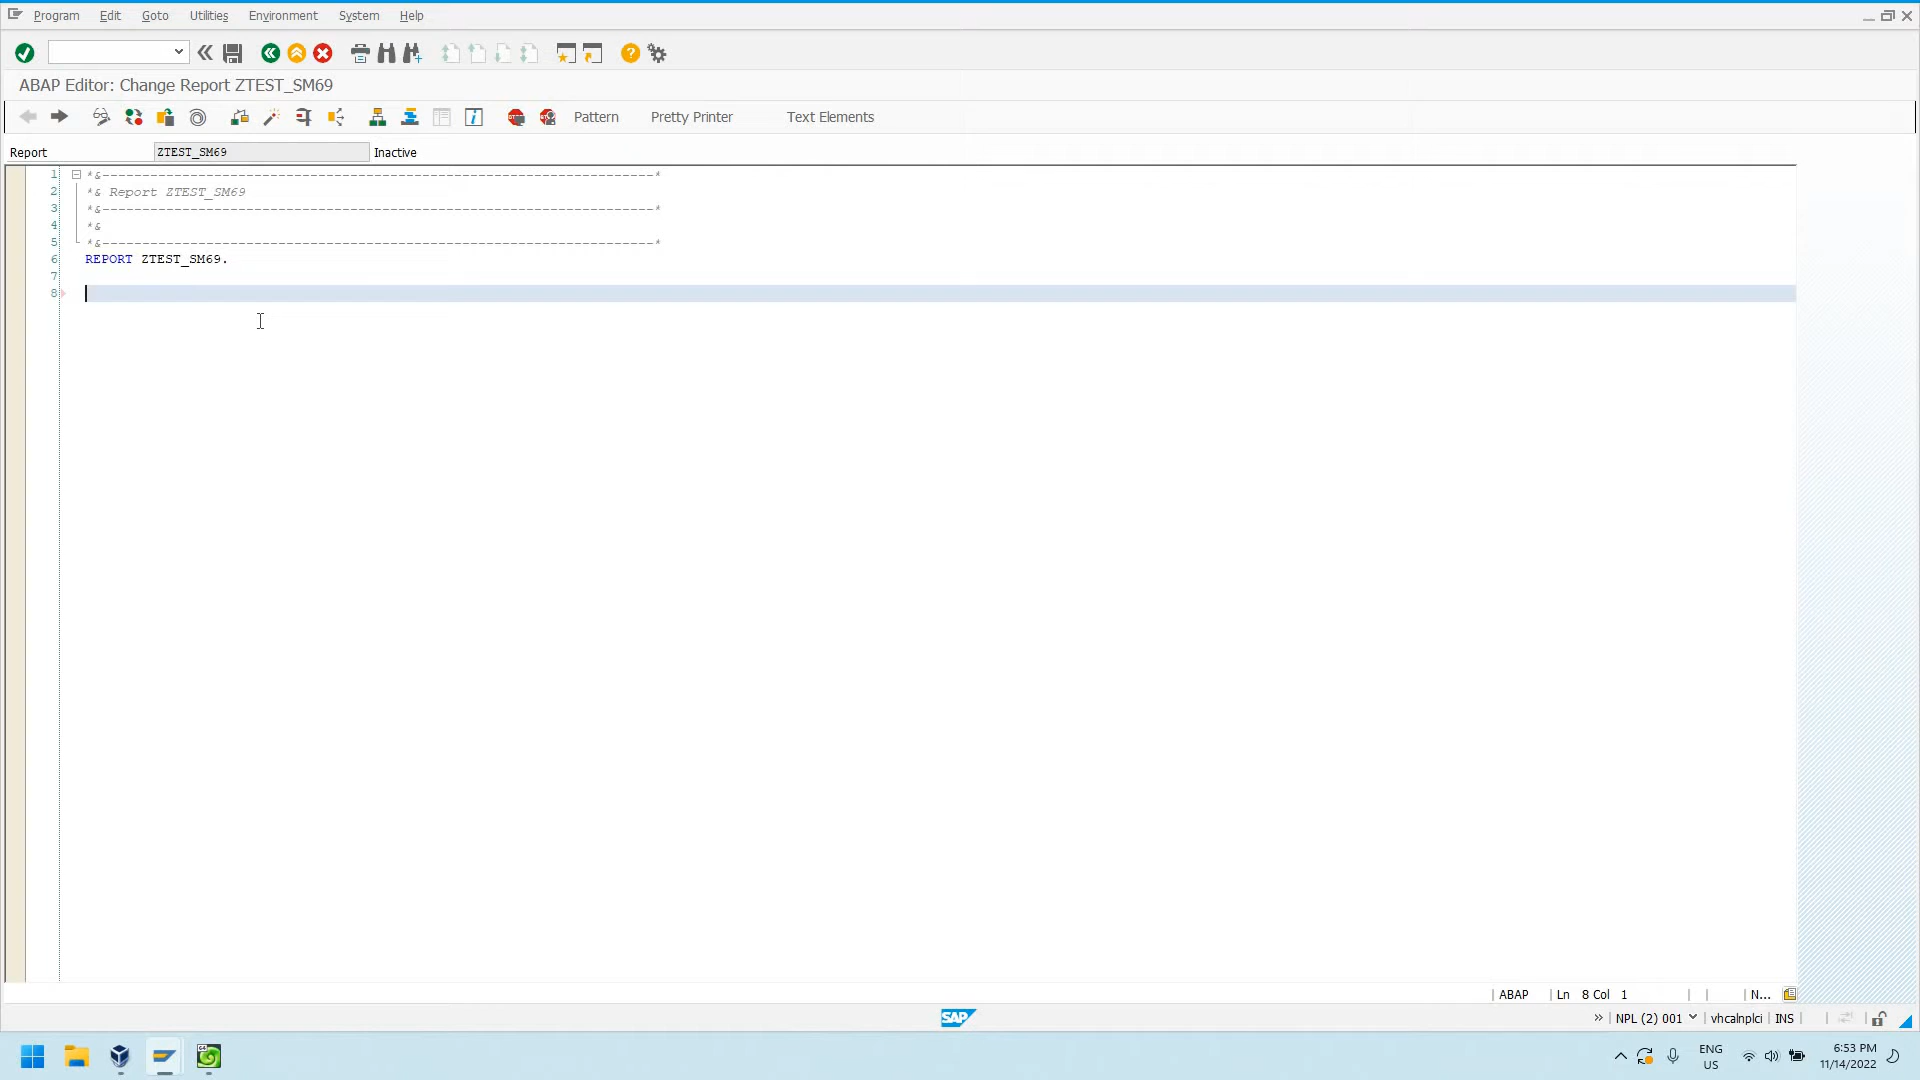 Program Edit Goto Utilities Environment System Help
ABAP Editor: Change Report ZTEST_SM69
Pattern Pretty Printer Text Elements
Report ZTEST_SM69 Inactive
1 *&---------------------------------------------------------------------*
2 *& Report ZTEST_SM69
3 *&---------------------------------------------------------------------*
4 *&
5 *&---------------------------------------------------------------------*
6 REPORT ZTEST_SM69.
7
8
| ABAP | Ln 8 Col 1 | | | N...
SAP
» | NPL (2) 001 | vhcalnplci | INS |
ENG
US
6:53 PM
11/14/2022